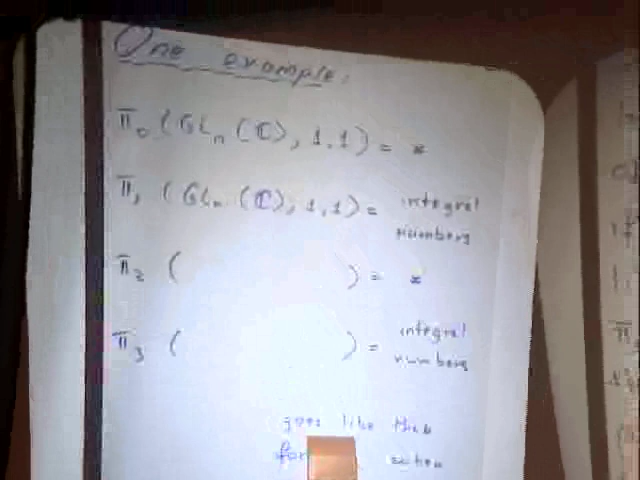 One example:
π₀ (GLₙ (ℂ), 1, 1) = *
π₁ (GLₙ (ℂ), 1, 1) = integral
numbers
π₂ ( ) = *
π₃ ( ) = integral
numbers
goes like this
for